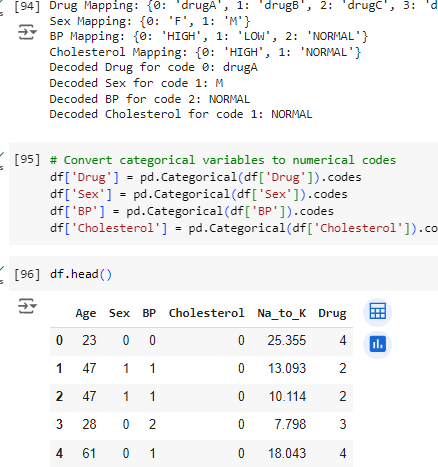 [94] Drug Mapping: {0: 'drugA', 1: 'drugB', 2: 'drugC', 3: 'd
Sex Mapping: {0: 'F', 1: 'M'}
BP Mapping: {0: 'HIGH', 1: 'LOW', 2: 'NORMAL'}
Cholesterol Mapping: {0: 'HIGH', 1: 'NORMAL'}
Decoded Drug for code 0: drugA
Decoded Sex for code 1: M
Decoded BP for code 2: NORMAL
Decoded Cholesterol for code 1: NORMAL
[95] # Convert categorical variables to numerical codes
df['Drug'] = pd.Categorical(df['Drug']).codes
df['Sex'] = pd.Categorical(df['Sex']).codes
df['BP'] = pd.Categorical(df['BP']).codes
df['Cholesterol'] = pd.Categorical(df['Cholesterol']).co
[96] df.head()
Age Sex BP Cholesterol Na_to_K Drug
0 23 0 0 0 25.355 4
1 47 1 1 0 13.093 2
2 47 1 1 0 10.114 2
3 28 0 2 0 7.798 3
4 61 0 1 0 18.043 4